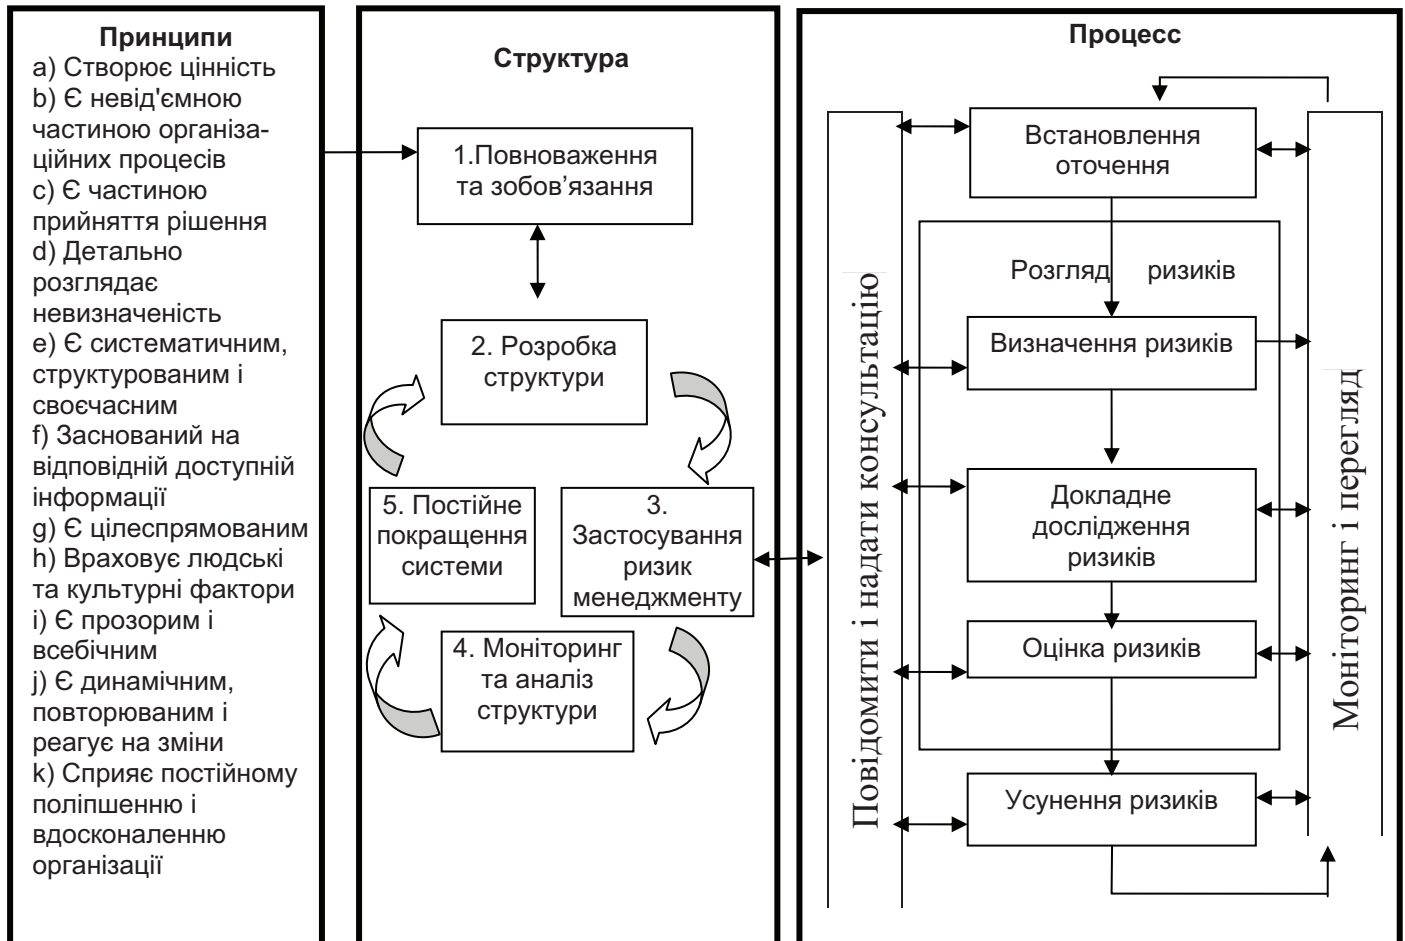 Принципи
a) Створює цінність
b) Є невід'ємною
частиною організа-
ційних процесів
c) Є частиною
прийняття рішення
d) Детально
розглядає
невизначеність
e) Є систематичним,
структурованим і
своєчасним
f) Заснований на
відповідній доступній
інформації
g) Є цілеспрямованим
h) Враховує людські
та культурні фактори
i) Є прозорим і
всебічним
j) Є динамічним,
повторюваним і
реагує на зміни
k) Сприяє постійному
поліпшенню і
вдосконаленню
організації
Структура
1.Повноваження
та зобов’язання
2. Розробка
структури
3.
Застосування
ризик
менеджменту
4. Моніторинг
та аналіз
структури
5. Постійне
покращення
системи
Процесс
Повідомити і надати консультацію
Встановлення
оточення
Розгляд ризиків
Визначення ризиків
Докладне
дослідження
ризиків
Оцінка ризиків
Усунення ризиків
Моніторинг і перегляд